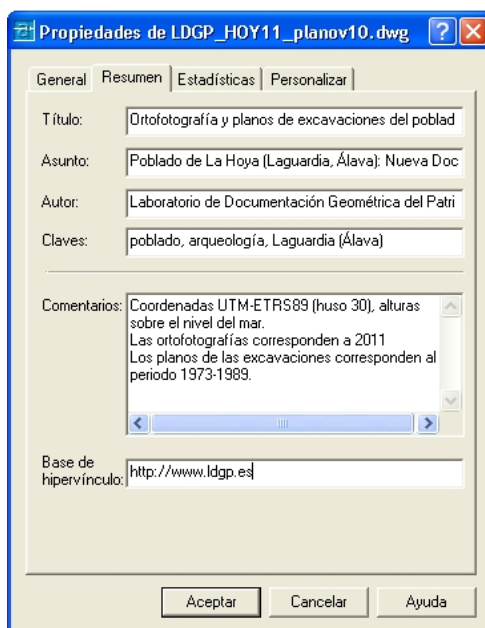 Propiedades de LDGP_HOY11_planov10.dwg
General Resumen Estadísticas Personalizar
Título: Ortofotografía y planos de excavaciones del poblad
Asunto: Poblado de La Hoya (Laguardia, Álava): Nueva Doc
Autor: Laboratorio de Documentación Geométrica del Patri
Claves: poblado, arqueología, Laguardia (Álava)
Comentarios: Coordenadas UTM-ETRS89 (huso 30), alturas
sobre el nivel del mar.
Las ortofotografías corresponden a 2011
Los planos de las excavaciones corresponden al
periodo 1973-1989.
Base de
hipervínculo: http://www.ldgp.es
Aceptar Cancelar Ayuda